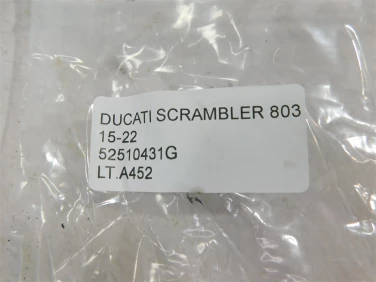 DUCATI SCRAMBLER 803
15-22
52510431G
LT.A452